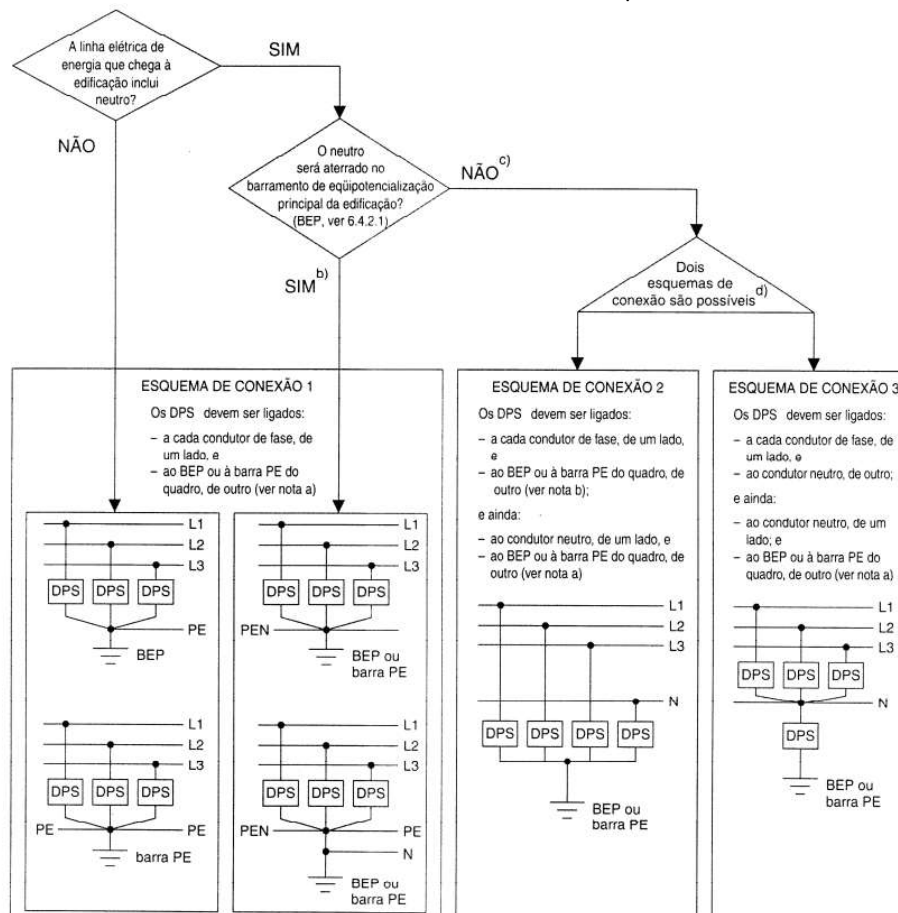 A linha elétrica de
energia que chega à
edificação inclui
neutro?
SIM
NÃO
O neutro
será aterrado no
barramento de eqüipotencialização
principal da edificação?
(BEP, ver 6.4.2.1)
NÃO c)
SIM b)
Dois
esquemas de
conexão são possíveis d)
ESQUEMA DE CONEXÃO 1
Os DPS devem ser ligados:
– a cada condutor de fase, de
um lado, e
– ao BEP ou à barra PE do
quadro, de outro (ver nota a)
L1
L2
L3
DPS DPS DPS
PE
BEP
L1
L2
L3
DPS DPS DPS
PE PE
barra PE
L1
L2
L3
DPS DPS DPS
PEN
BEP ou
barra PE
L1
L2
L3
DPS DPS DPS
PEN PE
N
BEP ou
barra PE
ESQUEMA DE CONEXÃO 2
Os DPS devem ser ligados:
– a cada condutor de fase, de um lado,
e
– ao BEP ou à barra PE do quadro, de
outro (ver nota b);
e ainda:
– ao condutor neutro, de um lado, e
– ao BEP ou à barra PE do quadro, de
outro (ver nota a)
L1
L2
L3
N
DPS DPS DPS DPS
BEP ou
barra PE
ESQUEMA DE CONEXÃO 3
Os DPS devem ser ligados:
– a cada condutor de fase, de
um lado, e
– ao condutor neutro, de outro;
e ainda:
– ao condutor neutro, de um
lado; e
– ao BEP ou à barra PE do
quadro, de outro (ver nota a)
L1
L2
L3
DPS DPS DPS
N
DPS
BEP ou
barra PE